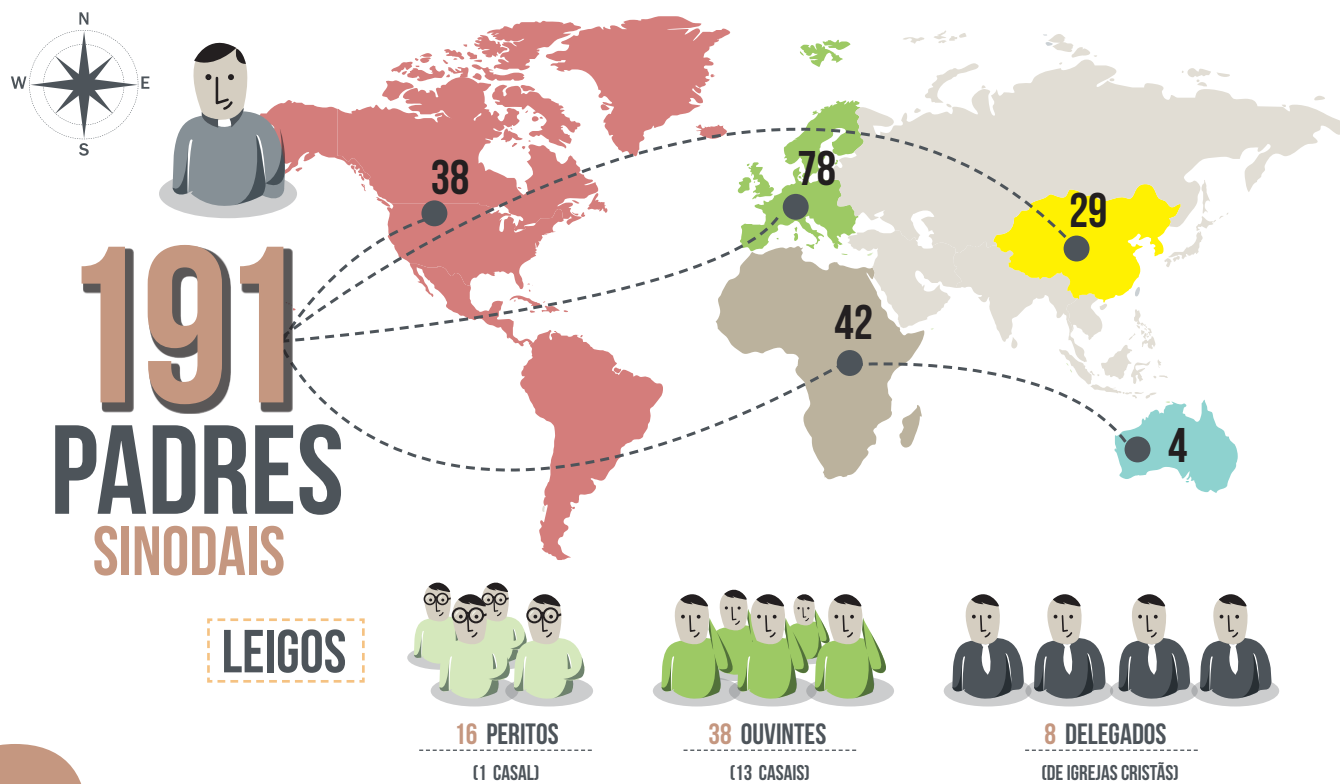 N
W E
S
38
78
29
42
4
191
PADRES
SINODAIS
LEIGOS
16 PERITOS
(1 CASAL)
38 OUVINTES
(13 CASAIS)
8 DELEGADOS
(DE IGREJAS CRISTÃS)